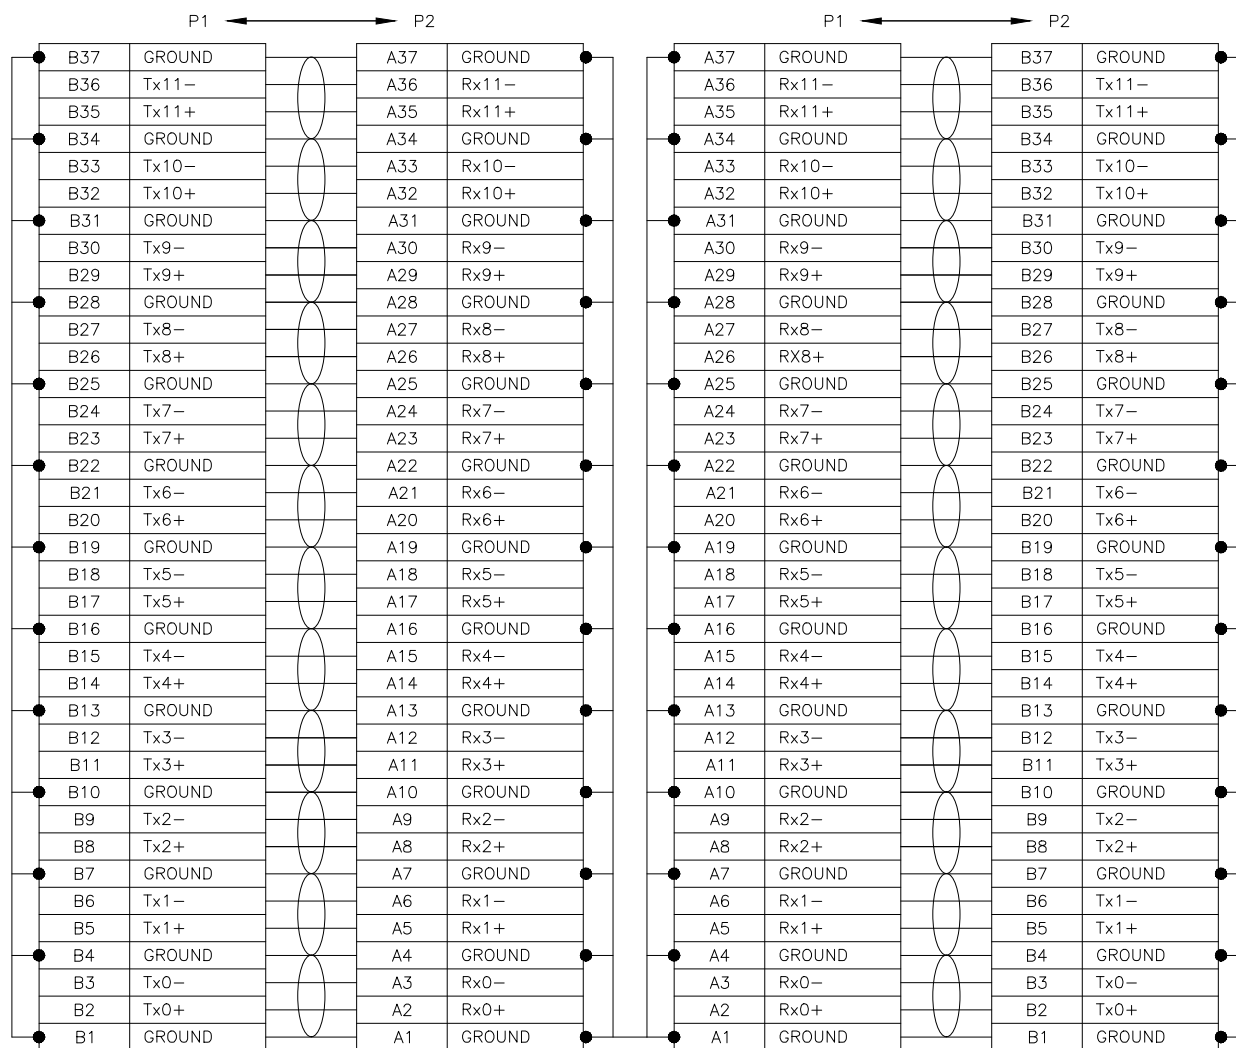 P1 P2 P1 P2
B37 GROUND A37 GROUND A37 GROUND B37 GROUND
B36 Tx11− A36 Rx11− A36 Rx11− B36 Tx11−
B35 Tx11+ A35 Rx11+ A35 Rx11+ B35 Tx11+
B34 GROUND A34 GROUND A34 GROUND B34 GROUND
B33 Tx10− A33 Rx10− A33 Rx10− B33 Tx10−
B32 Tx10+ A32 Rx10+ A32 Rx10+ B32 Tx10+
B31 GROUND A31 GROUND A31 GROUND B31 GROUND
B30 Tx9− A30 Rx9− A30 Rx9− B30 Tx9−
B29 Tx9+ A29 Rx9+ A29 Rx9+ B29 Tx9+
B28 GROUND A28 GROUND A28 GROUND B28 GROUND
B27 Tx8− A27 Rx8− A27 Rx8− B27 Tx8−
B26 Tx8+ A26 Rx8+ A26 RX8+ B26 Tx8+
B25 GROUND A25 GROUND A25 GROUND B25 GROUND
B24 Tx7− A24 Rx7− A24 Rx7− B24 Tx7−
B23 Tx7+ A23 Rx7+ A23 Rx7+ B23 Tx7+
B22 GROUND A22 GROUND A22 GROUND B22 GROUND
B21 Tx6− A21 Rx6− A21 Rx6− B21 Tx6−
B20 Tx6+ A20 Rx6+ A20 Rx6+ B20 Tx6+
B19 GROUND A19 GROUND A19 GROUND B19 GROUND
B18 Tx5− A18 Rx5− A18 Rx5− B18 Tx5−
B17 Tx5+ A17 Rx5+ A17 Rx5+ B17 Tx5+
B16 GROUND A16 GROUND A16 GROUND B16 GROUND
B15 Tx4− A15 Rx4− A15 Rx4− B15 Tx4−
B14 Tx4+ A14 Rx4+ A14 Rx4+ B14 Tx4+
B13 GROUND A13 GROUND A13 GROUND B13 GROUND
B12 Tx3− A12 Rx3− A12 Rx3− B12 Tx3−
B11 Tx3+ A11 Rx3+ A11 Rx3+ B11 Tx3+
B10 GROUND A10 GROUND A10 GROUND B10 GROUND
B9 Tx2− A9 Rx2− A9 Rx2− B9 Tx2−
B8 Tx2+ A8 Rx2+ A8 Rx2+ B8 Tx2+
B7 GROUND A7 GROUND A7 GROUND B7 GROUND
B6 Tx1− A6 Rx1− A6 Rx1− B6 Tx1−
B5 Tx1+ A5 Rx1+ A5 Rx1+ B5 Tx1+
B4 GROUND A4 GROUND A4 GROUND B4 GROUND
B3 Tx0− A3 Rx0− A3 Rx0− B3 Tx0−
B2 Tx0+ A2 Rx0+ A2 Rx0+ B2 Tx0+
B1 GROUND A1 GROUND A1 GROUND B1 GROUND